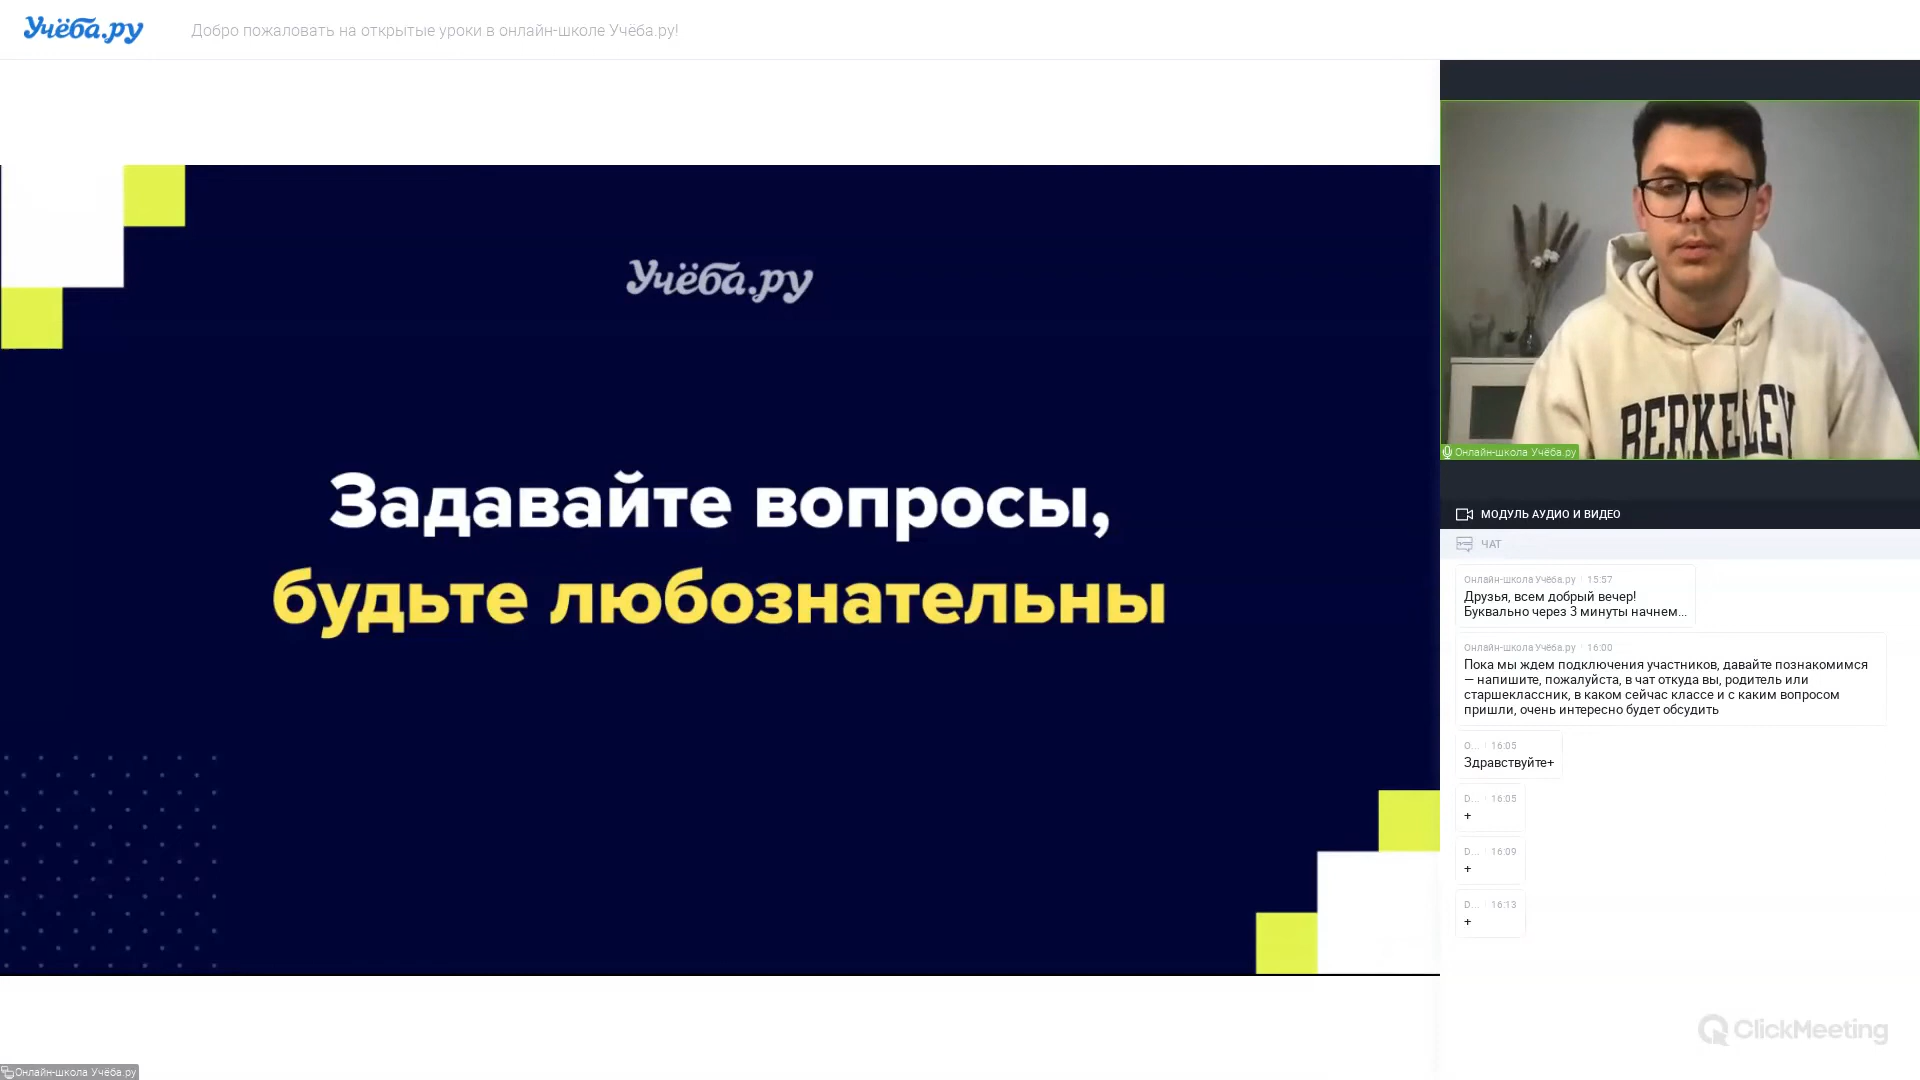 Учёба.ру
Добро пожаловать на открытые уроки в онлайн-школе Учёба.ру!
Учёба.ру
Задавайте вопросы,
будьте любознательны
BERKELEY
Онлайн-школа Учёба.ру
МОДУЛЬ АУДИО И ВИДЕО
ЧАТ
Онлайн-школа Учёба.ру 15:57
Друзья, всем добрый вечер!
Буквально через 3 минуты начнем...
Онлайн-школа Учёба.ру 16:00
Пока мы ждем подключения участников, давайте познакомимся
— напишите, пожалуйста, в чат откуда вы, родитель или
старшеклассник, в каком сейчас классе и с каким вопросом
пришли, очень интересно будет обсудить
О... 16:05
Здравствуйте+
D... 16:05
+
D... 16:09
+
D... 16:13
+
ClickMeeting
Онлайн-школа Учёба.ру